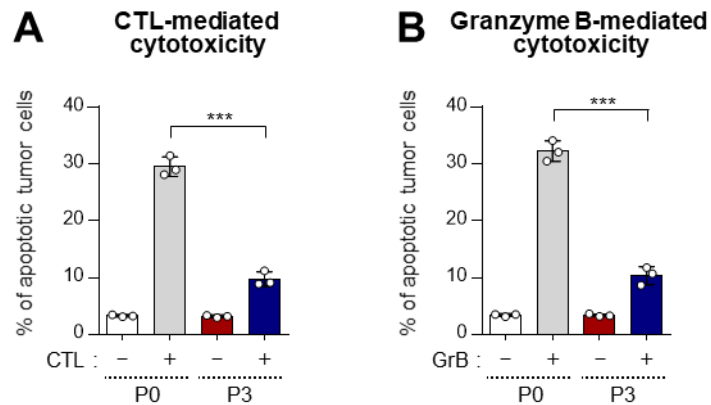 A
CTL-mediated
cytotoxicity
% of apoptotic tumor cells
40
30
20
10
0
***
CTL : − + − +
P0 P3
B
Granzyme B-mediated
cytotoxicity
% of apoptotic tumor cells
40
30
20
10
0
***
GrB : − + − +
P0 P3